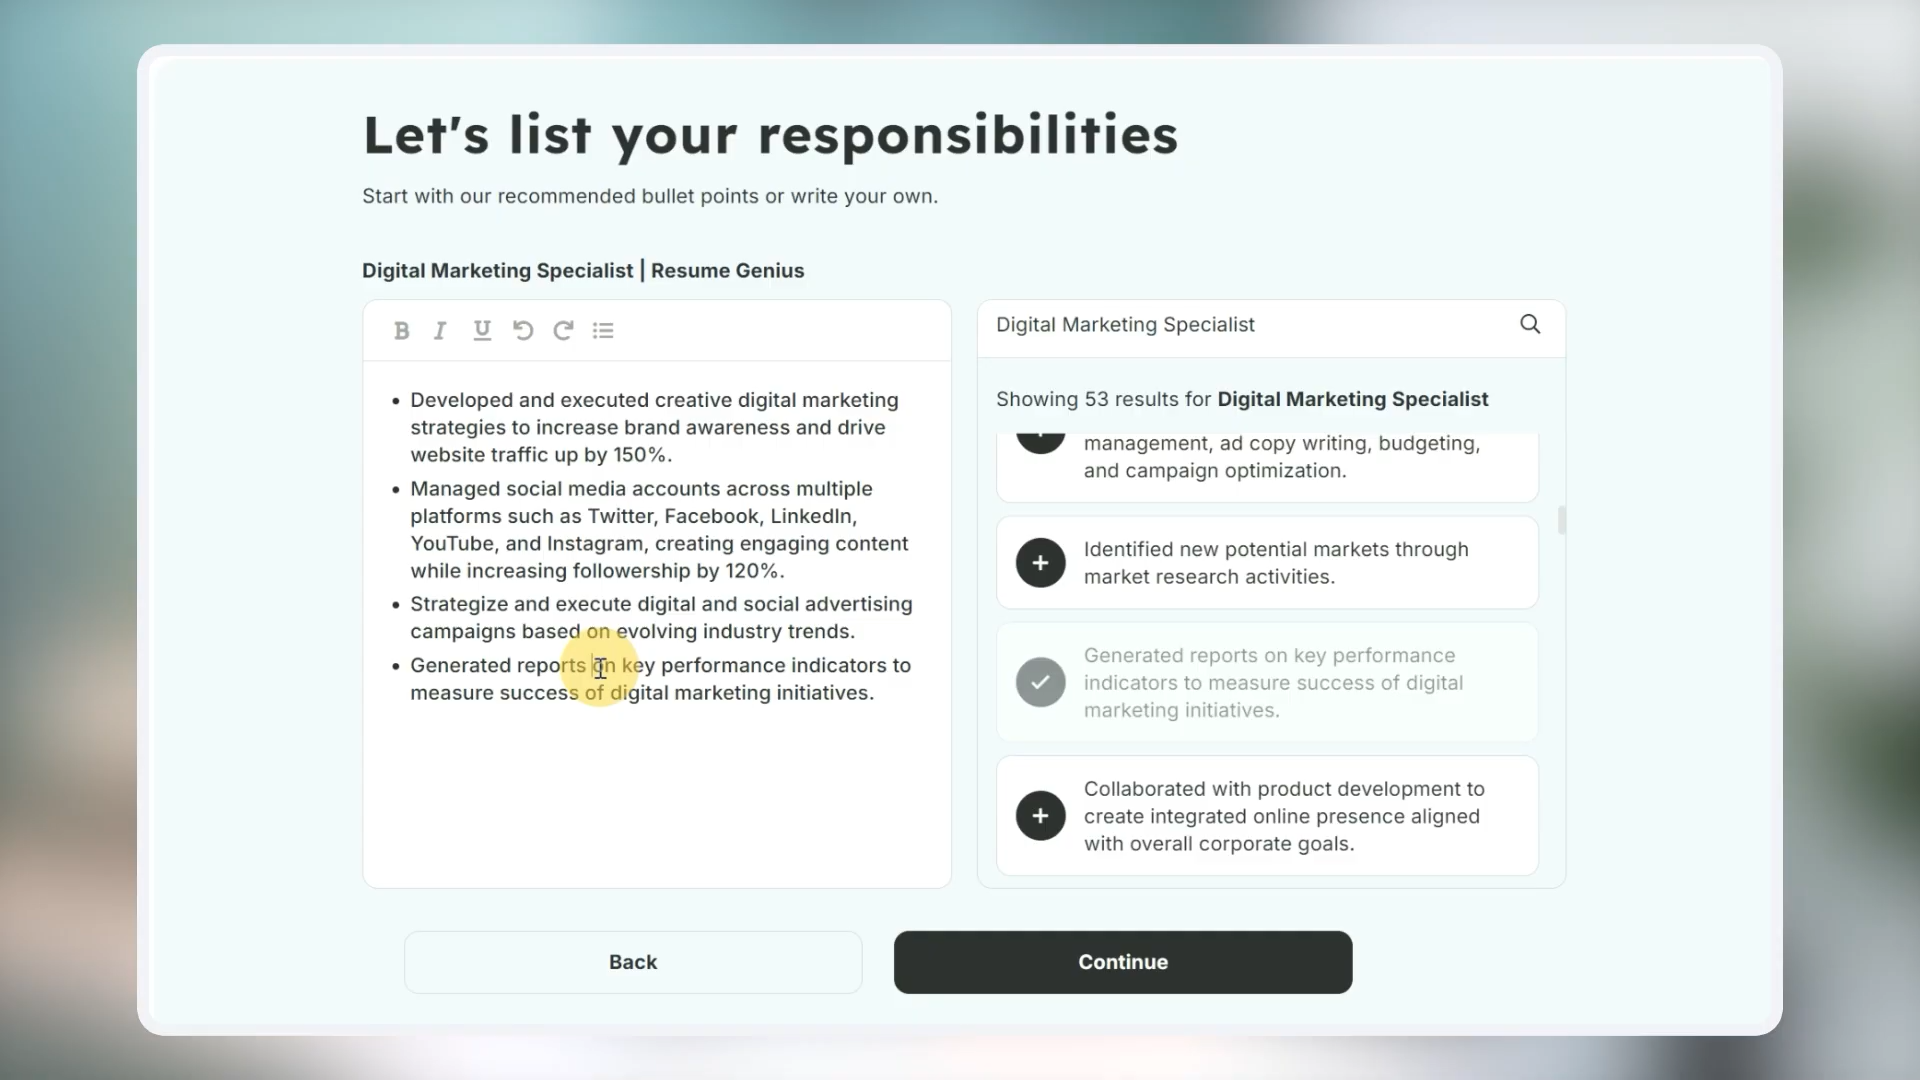 Let's list your responsibilities
Start with our recommended bullet points or write your own.
Digital Marketing Specialist | Resume Genius
B I U
• Developed and executed creative digital marketing
strategies to increase brand awareness and drive
website traffic up by 150%.
• Managed social media accounts across multiple
platforms such as Twitter, Facebook, LinkedIn,
YouTube, and Instagram, creating engaging content
while increasing followership by 120%.
• Strategize and execute digital and social advertising
campaigns based on evolving industry trends.
• Generated reports on key performance indicators to
measure success of digital marketing initiatives.
Digital Marketing Specialist
Showing 53 results for Digital Marketing Specialist
management, ad copy writing, budgeting,
and campaign optimization.
Identified new potential markets through
market research activities.
Generated reports on key performance
indicators to measure success of digital
marketing initiatives.
Collaborated with product development to
create integrated online presence aligned
with overall corporate goals.
Back
Continue